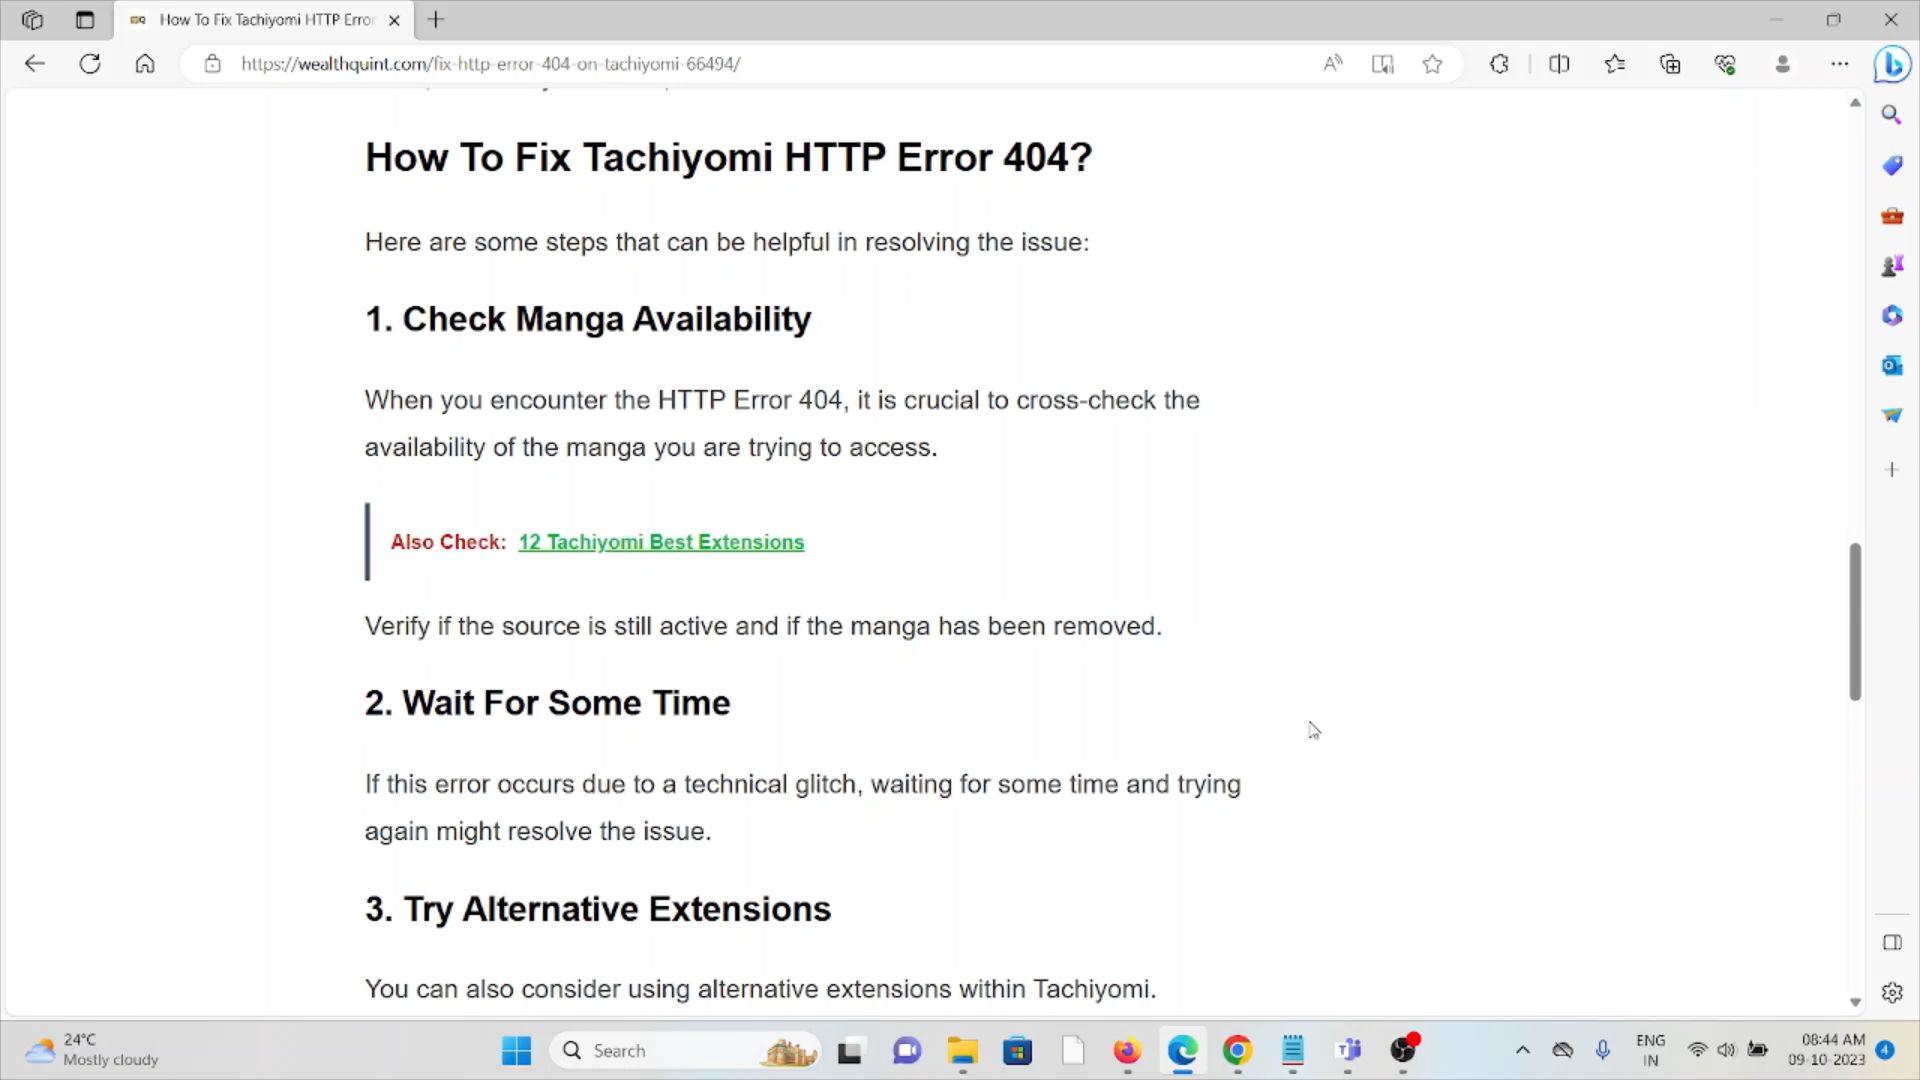 How To Fix Tachiyomi HTTP Error
https://wealthquint.com/fix-http-error-404-on-tachiyomi-66494/
How To Fix Tachiyomi HTTP Error 404?
Here are some steps that can be helpful in resolving the issue:
1. Check Manga Availability
When you encounter the HTTP Error 404, it is crucial to cross-check the
availability of the manga you are trying to access.
Also Check: 12 Tachiyomi Best Extensions
Verify if the source is still active and if the manga has been removed.
2. Wait For Some Time
If this error occurs due to a technical glitch, waiting for some time and trying
again might resolve the issue.
3. Try Alternative Extensions
You can also consider using alternative extensions within Tachiyomi.
24°C
Mostly cloudy
Search
ENG
IN
08:44 AM
09-10-2023
4